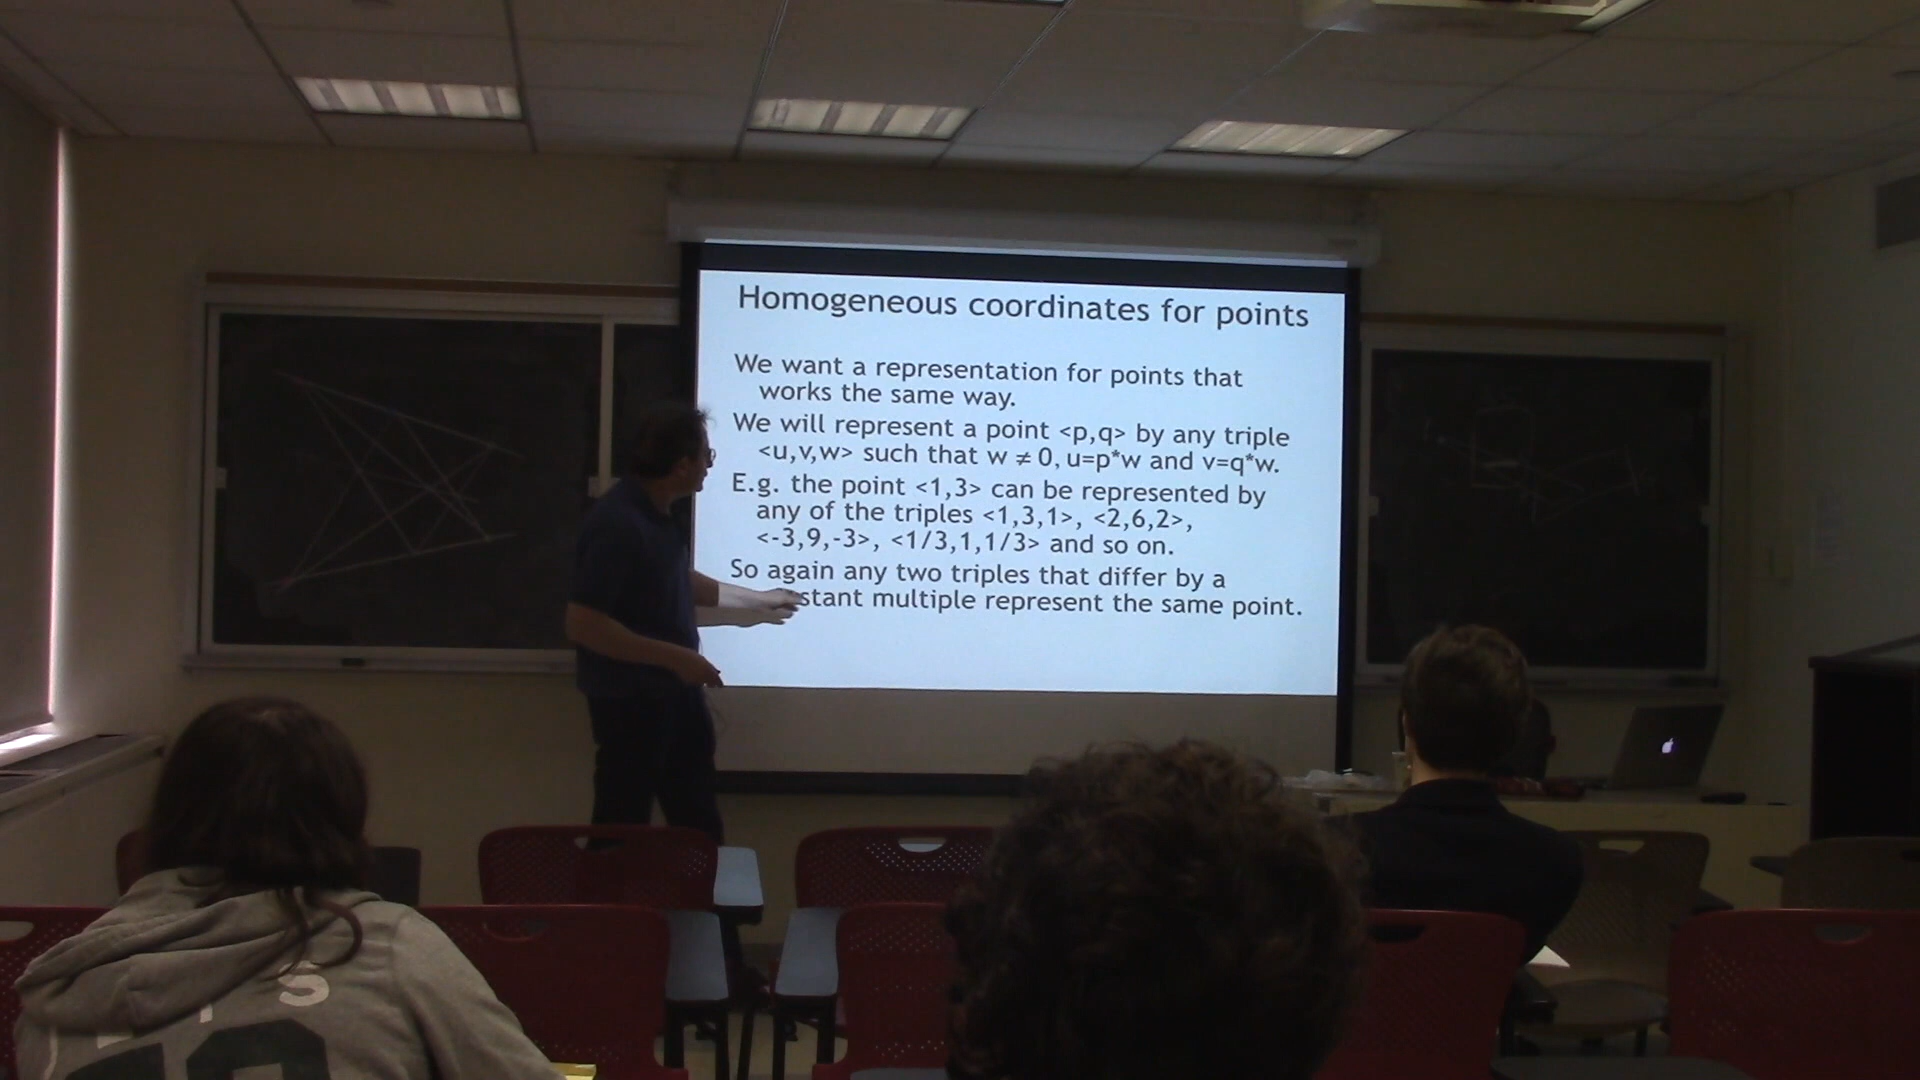 Homogeneous coordinates for points
We want a representation for points that
works the same way.
We will represent a point <p,q> by any triple
<u,v,w> such that w ≠ 0, u=p*w and v=q*w.
E.g. the point <1,3> can be represented by
any of the triples <1,3,1>, <2,6,2>,
<-3,9,-3>, <1/3,1,1/3> and so on.
So again any two triples that differ by a
stant multiple represent the same point.
S